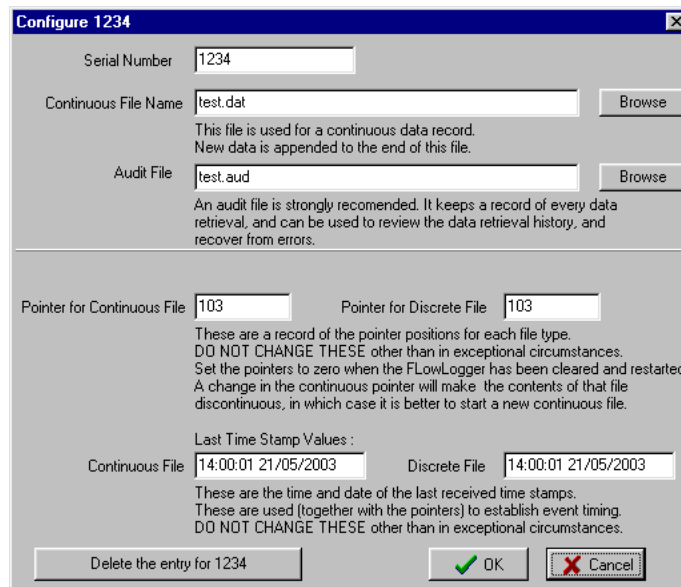 Configure 1234
Serial Number 1234
Continuous File Name test.dat Browse
This file is used for a continuous data record.
New data is appended to the end of this file.
Audit File test.aud Browse
An audit file is strongly recomended. It keeps a record of every data
retrieval, and can be used to review the data retrieval history, and
recover from errors.
Pointer for Continuous File 103 Pointer for Discrete File 103
These are a record of the pointer positions for each file type.
DO NOT CHANGE THESE other than in exceptional circumstances.
Set the pointers to zero when the FLowLogger has been cleared and restarted
A change in the continuous pointer will make the contents of that file
discontinuous, in which case it is better to start a new continuous file.
Last Time Stamp Values :
Continuous File 14:00:01 21/05/2003 Discrete File 14:00:01 21/05/2003
These are the time and date of the last received time stamps.
These are used (together with the pointers) to establish event timing.
DO NOT CHANGE THESE other than in exceptional circumstances.
Delete the entry for 1234 OK Cancel